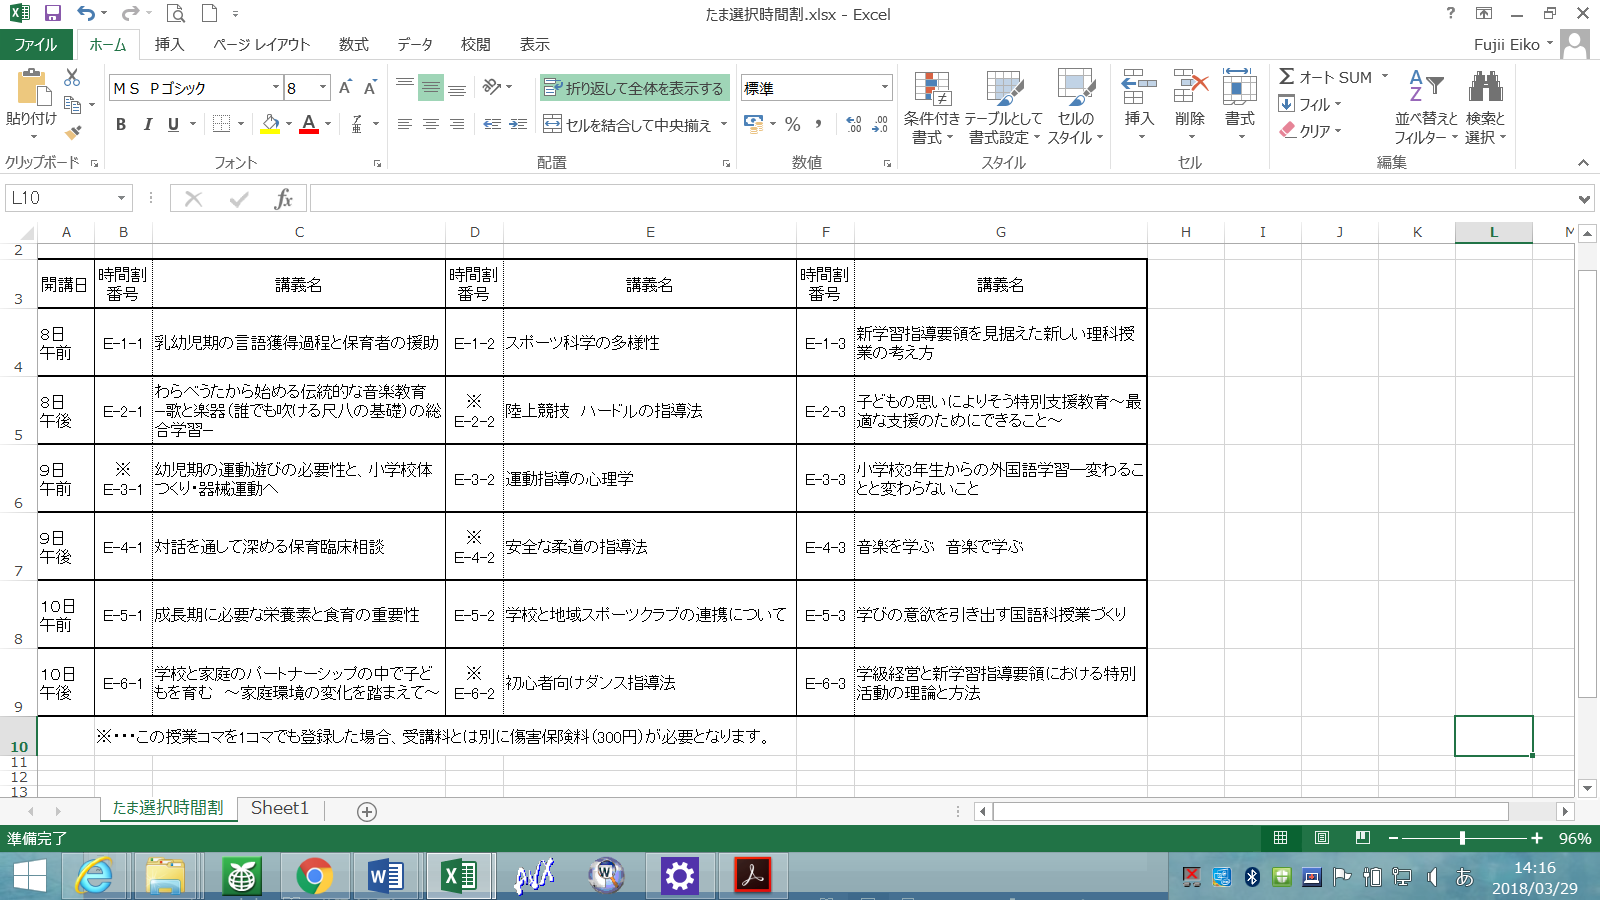 たま選択時間割.xlsx - Excel
ファイル ホーム 挿入 ページ レイアウト 数式 データ 校閲 表示
Fujii Eiko
貼り付け
クリップボード
ＭＳ Ｐゴシック 8
B I U
フォント
折り返して全体を表示する
セルを結合して中央揃え
配置
標準
数値
条件付き書式
テーブルとして書式設定
セルのスタイル
スタイル
挿入 削除 書式
セル
オート SUM
フィル
クリア
並べ替えとフィルター
検索と選択
編集
L10
fx
A B C D E F G H I J K L M
2
3 開講日 時間割番号 講義名 時間割番号 講義名 時間割番号 講義名
4 8日午前 E-1-1 乳幼児期の言語獲得過程と保育者の援助 E-1-2 スポーツ科学の多様性 E-1-3 新学習指導要領を見据えた新しい理科授業の考え方
5 8日午後 E-2-1 わらべうたから始める伝統的な音楽教育－歌と楽器（誰でも吹ける尺八の基礎）の総合学習－ ※E-2-2 陸上競技　ハードルの指導法 E-2-3 子どもの思いによりそう特別支援教育～最適な支援のためにできること～
6 9日午前 ※E-3-1 幼児期の運動遊びの必要性と、小学校体つくり・器械運動へ E-3-2 運動指導の心理学 E-3-3 小学校3年生からの外国語学習―変わることと変わらないこと
7 9日午後 E-4-1 対話を通して深める保育臨床相談 ※E-4-2 安全な柔道の指導法 E-4-3 音楽を学ぶ　音楽で学ぶ
8 10日午前 E-5-1 成長期に必要な栄養素と食育の重要性 E-5-2 学校と地域スポーツクラブの連携について E-5-3 学びの意欲を引き出す国語科授業づくり
9 10日午後 E-6-1 学校と家庭のパートナーシップの中で子どもを育む　～家庭環境の変化を踏まえて～ ※E-6-2 初心者向けダンス指導法 E-6-3 学級経営と新学習指導要領における特別活動の理論と方法
10 ※・・・この授業コマを1コマでも登録した場合、受講料とは別に傷害保険料（300円）が必要となります。
11
12
13
たま選択時間割 Sheet1
準備完了
96%
あ
14:16
2018/03/29